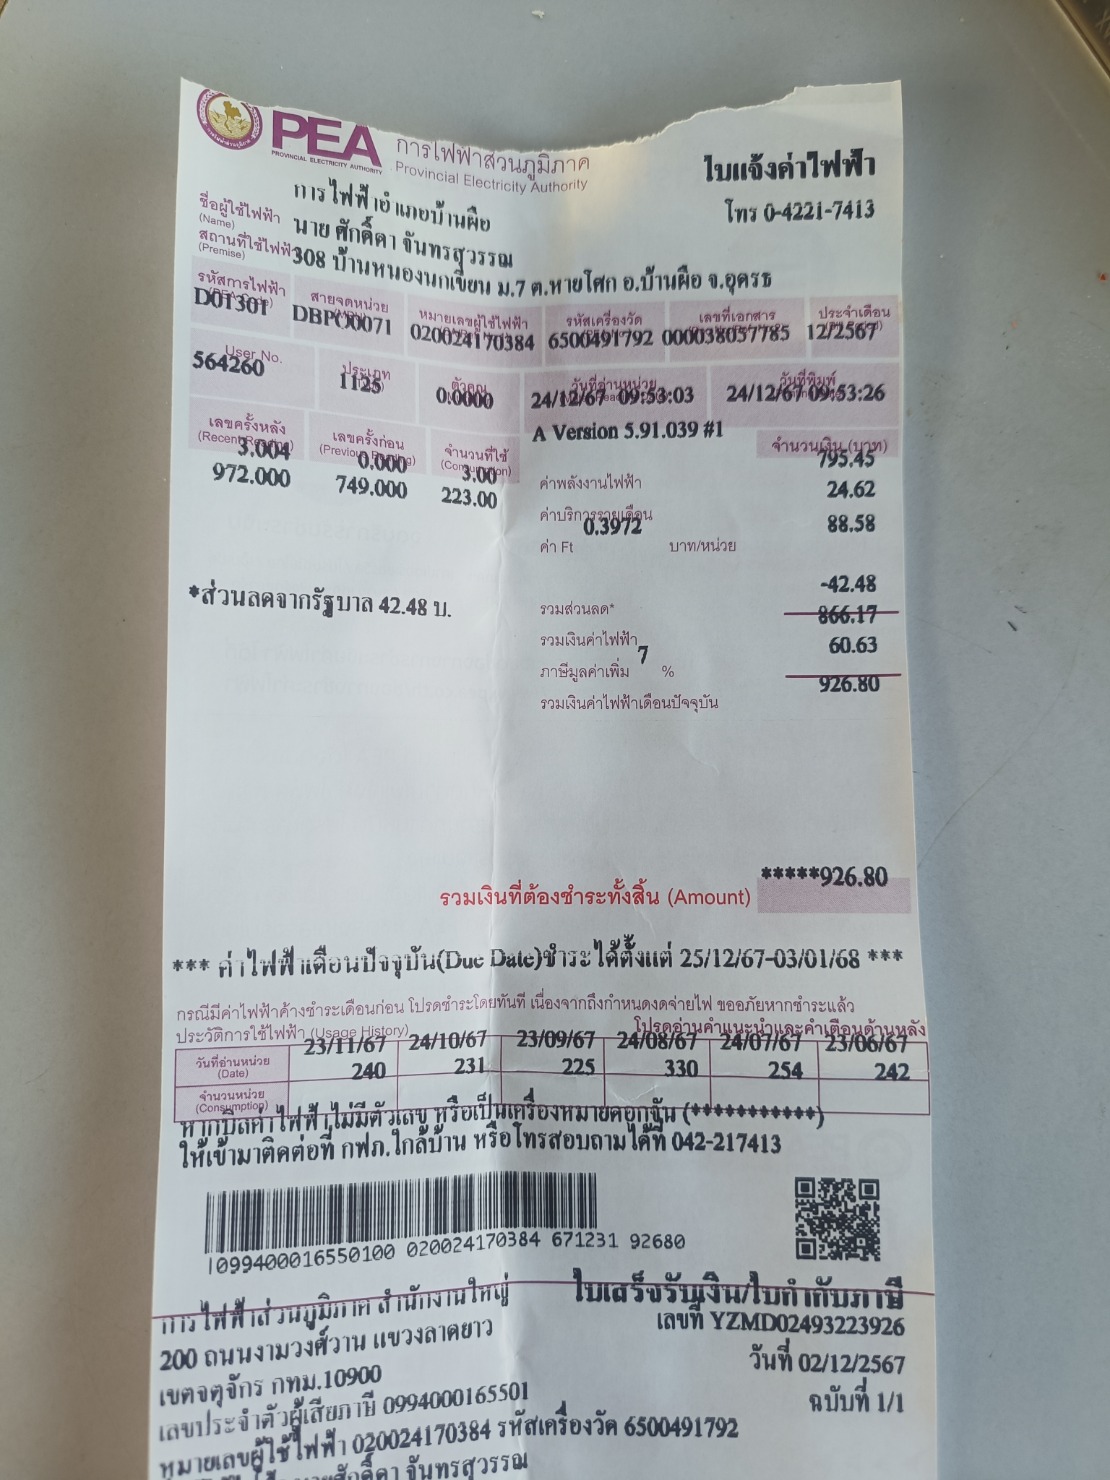 PEA การไฟฟ้าส่วนภูมิภาค
PROVINCIAL ELECTRICITY AUTHORITY Provincial Electricity Authority
ใบแจ้งค่าไฟฟ้า
การไฟฟ้าอำเภอบ้านผือ
โทร 0-4221-7413
ชื่อผู้ใช้ไฟฟ้า (Name) นาย ศักดิ์ดา จันทรสุวรรณ
สถานที่ใช้ไฟฟ้า (Premise) 308 บ้านหนองนกเขียน ม.7 ต.หายโศก อ.บ้านผือ จ.อุดรธ
รหัสการไฟฟ้า สายจดหน่วย หมายเลขผู้ใช้ไฟฟ้า รหัสเครื่องวัด เลขที่เอกสาร ประจำเดือน
D01301 DBPO0071 020024170384 6500491792 000038057785 12/2567
User No. ประเภท ตัวคูณ วันที่อ่านหน่วย วันที่พิมพ์
564260 1125 0.0000 24/12/67 09:53:03 24/12/67 09:53:26
A Version 5.91.039 #1
เลขครั้งหลัง เลขครั้งก่อน จำนวนที่ใช้ จำนวนเงิน (บาท)
(Recent Reading) (Previous Reading) (Consumption)
3.004 0.000 3.00 795.45
972.000 749.000 223.00
ค่าพลังงานไฟฟ้า 24.62
ค่าบริการรายเดือน 88.58
0.3972
ค่า Ft บาท/หน่วย
-42.48
*ส่วนลดจากรัฐบาล 42.48 บ.
รวมส่วนลด* 866.17
รวมเงินค่าไฟฟ้า 60.63
ภาษีมูลค่าเพิ่ม 7 %
926.80
รวมเงินค่าไฟฟ้าเดือนปัจจุบัน
*****926.80
รวมเงินที่ต้องชำระทั้งสิ้น (Amount)
*** ค่าไฟฟ้าเดือนปัจจุบัน(Due Date)ชำระได้ตั้งแต่ 25/12/67-03/01/68 ***
กรณีมีค่าไฟฟ้าค้างชำระเดือนก่อน โปรดชำระโดยทันที เนื่องจากถึงกำหนดงดจ่ายไฟ ขออภัยหากชำระแล้ว
ประวัติการใช้ไฟฟ้า (Usage History) โปรดอ่านคำแนะนำและคำเตือนด้านหลัง
23/11/67 24/10/67 23/09/67 24/08/67 24/07/67 23/06/67
วันที่อ่านหน่วย (Date) 240 231 225 330 254 242
จำนวนหน่วย (Consumption)
หากบิลค่าไฟฟ้าไม่มีตัวเลข หรือเป็นเครื่องหมายดอกจัน (***********)
ให้เข้ามาติดต่อที่ กฟภ.ใกล้บ้าน หรือโทรสอบถามได้ที่ 042-217413
|099400016550100 020024170384 671231 92680
การไฟฟ้าส่วนภูมิภาค สำนักงานใหญ่
ใบเสร็จรับเงิน/ใบกำกับภาษี
200 ถนนงามวงศ์วาน แขวงลาดยาว
เลขที่ YZMD02493223926
เขตจตุจักร กทม.10900
วันที่ 02/12/2567
เลขประจำตัวผู้เสียภาษี 0994000165501
ฉบับที่ 1/1
หมายเลขผู้ใช้ไฟฟ้า 020024170384 รหัสเครื่องวัด 6500491792
นายศักดิ์ดา จันทรสุวรรณ